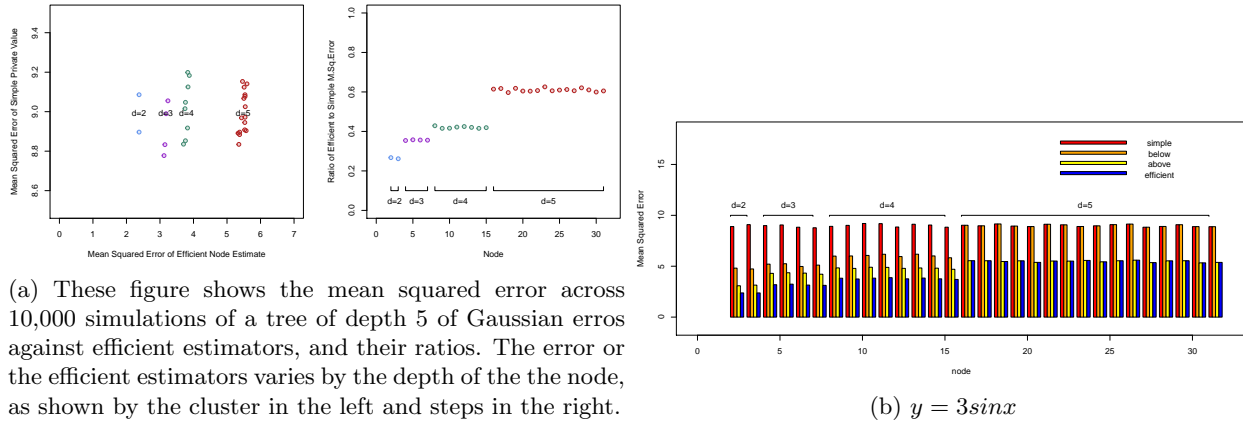 9.4
9.2
9.0
8.8
8.6
Mean Squared Error of Simple Private Value
d=2
d=3
d=4
d=5
0 1 2 3 4 5 6 7
Mean Squared Error of Efficient Node Estimate
1.0
0.8
0.6
0.4
0.2
0.0
Ratio of Efficient to Simple M.Sq.Error
d=2 d=3 d=4 d=5
0 5 10 15 20 25 30
Node
(a) These figure shows the mean squared error across
10,000 simulations of a tree of depth 5 of Gaussian erros
against efficient estimators, and their ratios. The error or
the efficient estimators varies by the depth of the the node,
as shown by the cluster in the left and steps in the right.
simple
below
above
efficient
15
10
5
0
Mean Squared Error
d=2 d=3 d=4 d=5
0 5 10 15 20 25 30
node
(b) y = 3sinx